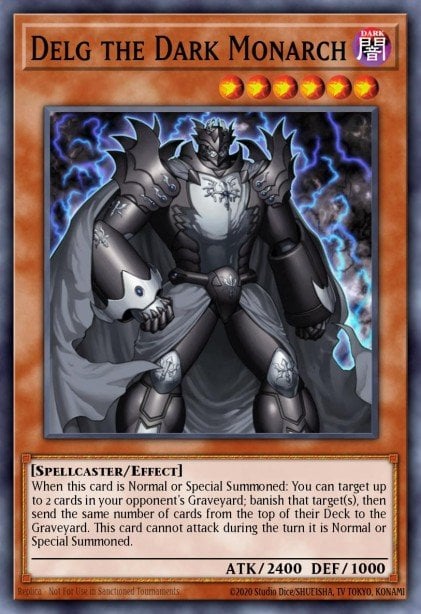 DELG THE DARK MONARCH
DARK
闇
[SPELLCASTER/EFFECT]
When this card is Normal or Special Summoned: You can target up
to 2 cards in your opponent's Graveyard; banish that target(s), then
send the same number of cards from the top of their Deck to the
Graveyard. This card cannot attack during the turn it is Normal or
Special Summoned.
ATK/2400 DEF/1000
Replica - Not For Use in Sanctioned Tournaments
©2020 Studio Dice/SHUEISHA, TV TOKYO, KONAMI